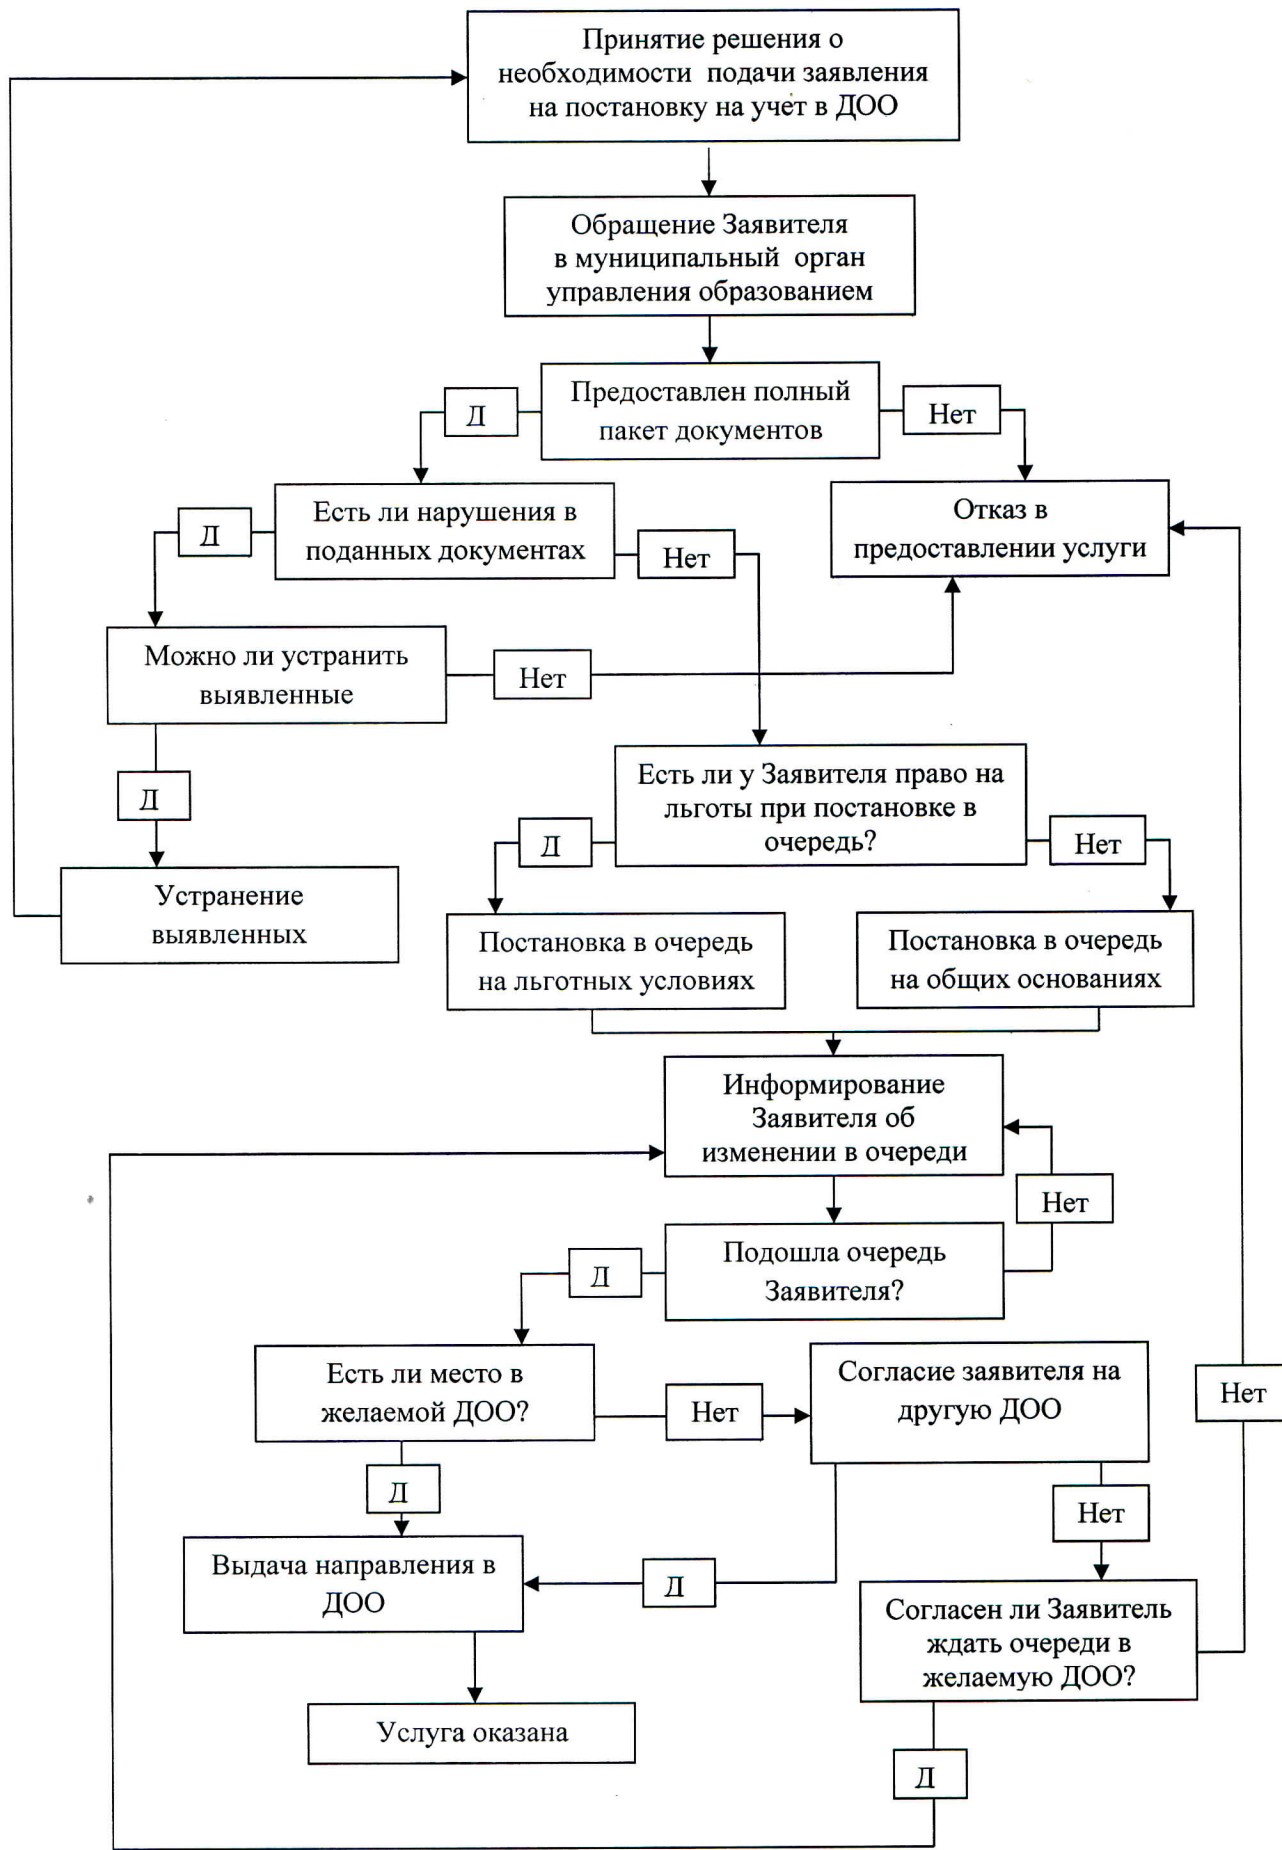 Принятие решения о
необходимости подачи заявления
на постановку на учет в ДОО
Обращение Заявителя
в муниципальный орган
управления образованием
Предоставлен полный
пакет документов
Д
Нет
Есть ли нарушения в
поданных документах
Отказ в
предоставлении услуги
Д
Нет
Можно ли устранить
выявленные
Нет
Д
Есть ли у Заявителя право на
льготы при постановке в
очередь?
Д
Нет
Устранение
выявленных
Постановка в очередь
на льготных условиях
Постановка в очередь
на общих основаниях
Информирование
Заявителя об
изменении в очереди
Нет
Подошла очередь
Заявителя?
Д
Есть ли место в
желаемой ДОО?
Нет
Согласие заявителя на
другую ДОО
Нет
Д
Нет
Выдача направления в
ДОО
Д
Согласен ли Заявитель
ждать очереди в
желаемую ДОО?
Услуга оказана
Д